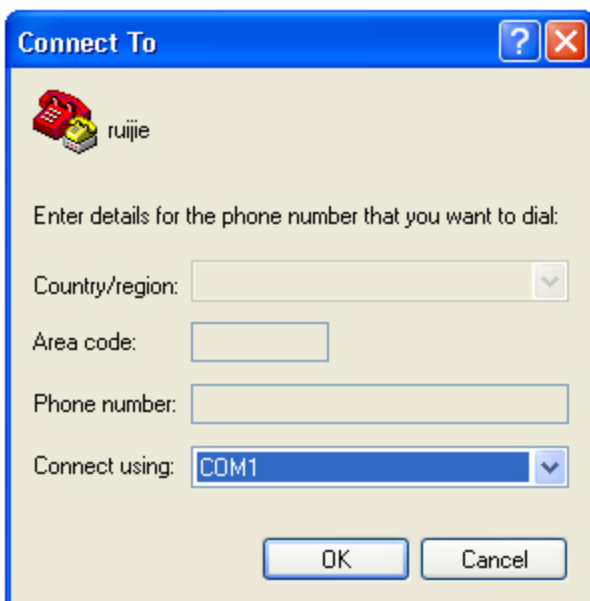 Connect To
ruijie
Enter details for the phone number that you want to dial:
Country/region:
Area code:
Phone number:
Connect using: COM1
OK Cancel